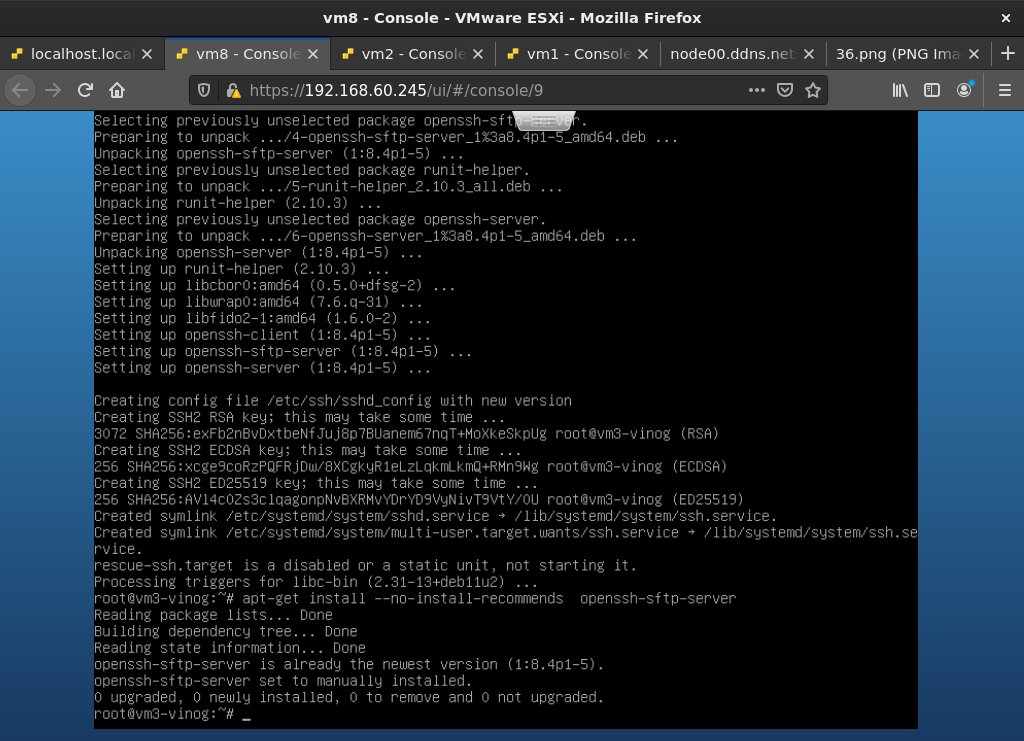 vm8 - Console - VMware ESXi - Mozilla Firefox
localhost.local
vm8 - Console
vm2 - Console
vm1 - Console
node00.ddns.net
36.png (PNG Ima
https://192.168.60.245/ui/#/console/9
Selecting previously unselected package openssh-sftp-server.
Preparing to unpack .../4-openssh-sftp-server_1%3a8.4p1-5_amd64.deb ...
Unpacking openssh-sftp-server (1:8.4p1-5) ...
Selecting previously unselected package runit-helper.
Preparing to unpack .../5-runit-helper_2.10.3_all.deb ...
Unpacking runit-helper (2.10.3) ...
Selecting previously unselected package openssh-server.
Preparing to unpack .../6-openssh-server_1%3a8.4p1-5_amd64.deb ...
Unpacking openssh-server (1:8.4p1-5) ...
Setting up runit-helper (2.10.3) ...
Setting up libcbor0:amd64 (0.5.0+dfsg-2) ...
Setting up libwrap0:amd64 (7.6.q-31) ...
Setting up libfido2-1:amd64 (1.6.0-2) ...
Setting up openssh-client (1:8.4p1-5) ...
Setting up openssh-sftp-server (1:8.4p1-5) ...
Setting up openssh-server (1:8.4p1-5) ...
Creating config file /etc/ssh/sshd_config with new version
Creating SSH2 RSA key; this may take some time ...
3072 SHA256:exFb2nBvDxtbeNfJuj8p7BUanem67nqT+MoXkeSkpUg root@vm3-vinog (RSA)
Creating SSH2 ECDSA key; this may take some time ...
256 SHA256:xcge9coRzPQFRjDw/8XCgkyR1eLzLqkmLkmQ+RMn9Wg root@vm3-vinog (ECDSA)
Creating SSH2 ED25519 key; this may take some time ...
256 SHA256:AVl4cOZs3clqagonpNvBXRMvYDrYD9VyNivT9VtY/0U root@vm3-vinog (ED25519)
Created symlink /etc/systemd/system/sshd.service → /lib/systemd/system/ssh.service.
Created symlink /etc/systemd/system/multi-user.target.wants/ssh.service → /lib/systemd/system/ssh.se
rvice.
rescue-ssh.target is a disabled or a static unit, not starting it.
Processing triggers for libc-bin (2.31-13+deb11u2) ...
root@vm3-vinog:~# apt-get install --no-install-recommends  openssh-sftp-server
Reading package lists... Done
Building dependency tree... Done
Reading state information... Done
openssh-sftp-server is already the newest version (1:8.4p1-5).
openssh-sftp-server set to manually installed.
0 upgraded, 0 newly installed, 0 to remove and 0 not upgraded.
root@vm3-vinog:~# _